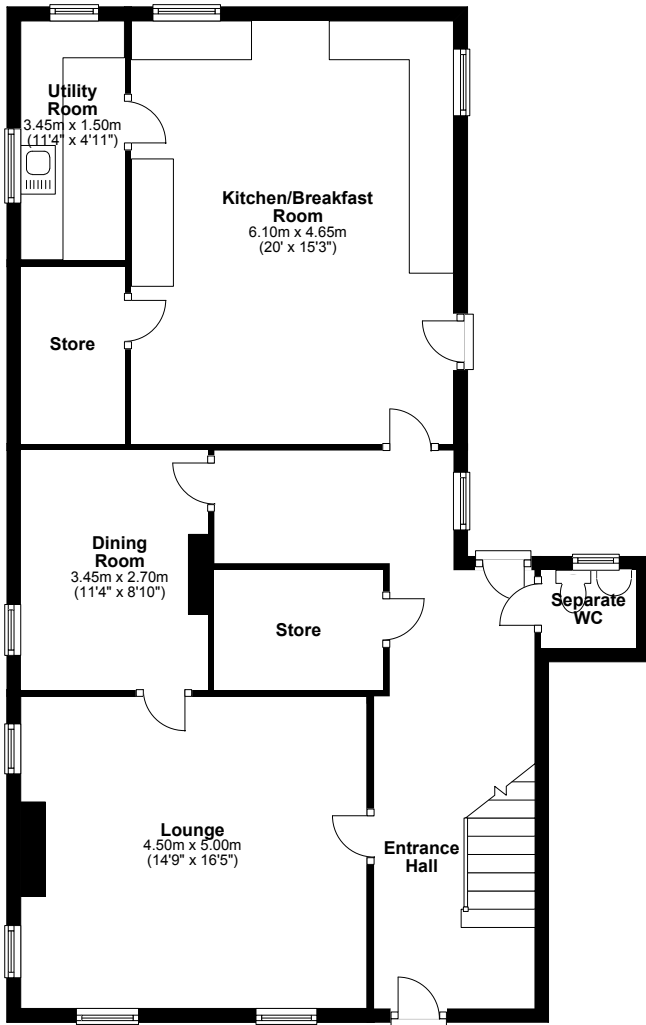 Utility
Room
3.45m x 1.50m
(11'4" x 4'11")
Kitchen/Breakfast
Room
6.10m x 4.65m
(20' x 15'3")
Store
Dining
Room
3.45m x 2.70m
(11'4" x 8'10")
Store
Separate
WC
Lounge
4.50m x 5.00m
(14'9" x 16'5")
Entrance
Hall